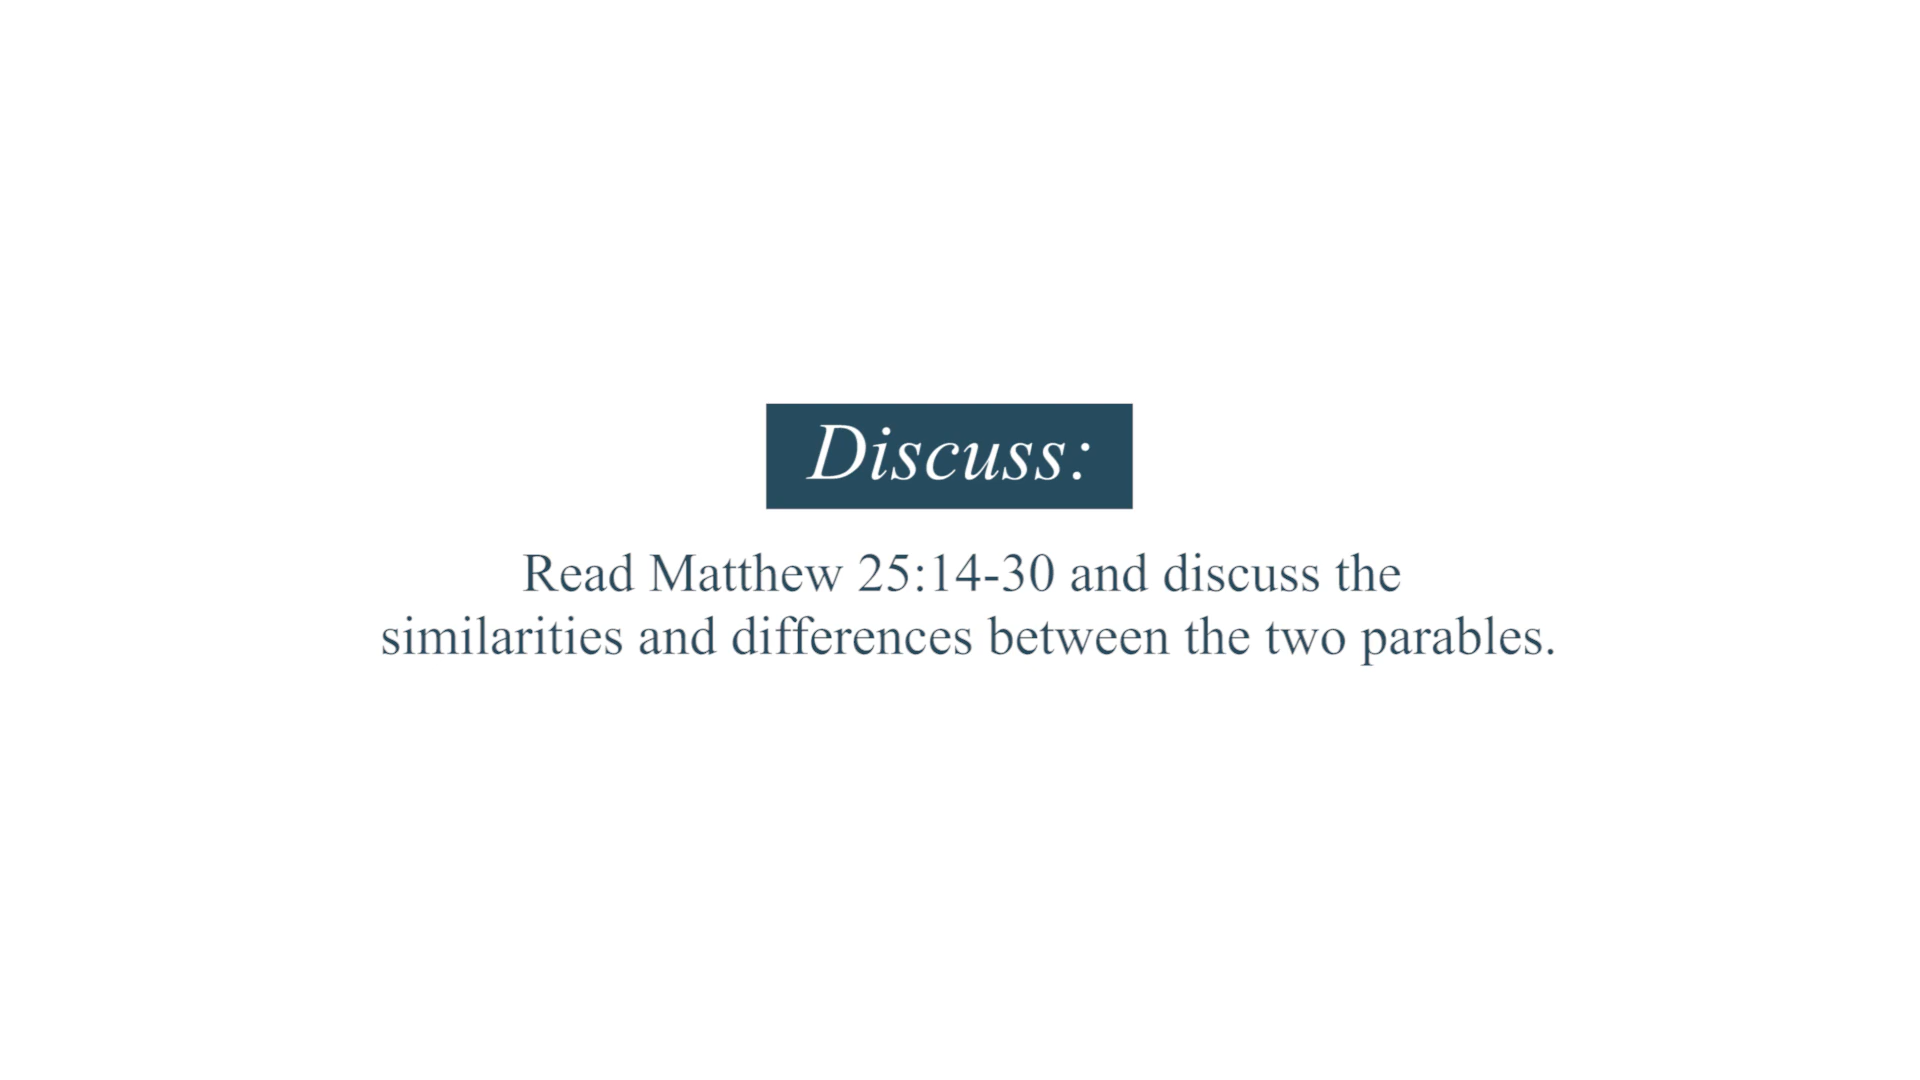 Discuss:
Read Matthew 25:14-30 and discuss the
similarities and differences between the two parables.